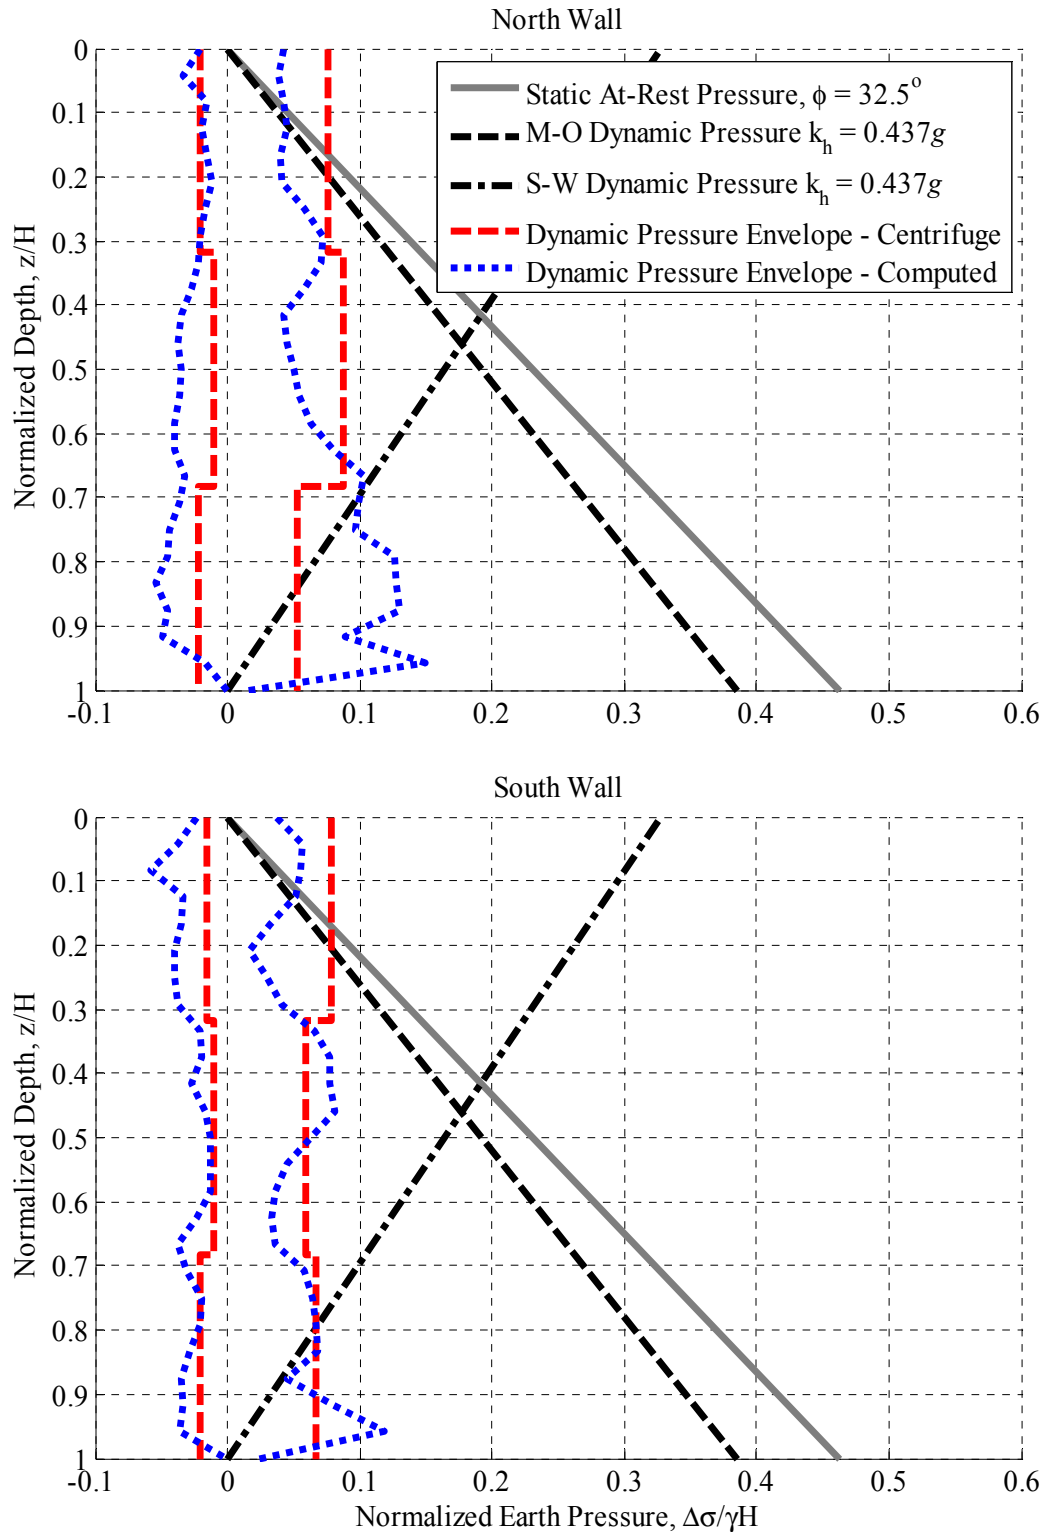 North Wall
0
0.1
0.2
0.3
0.4
0.5
0.6
0.7
0.8
0.9
1
Normalized Depth, z/H
Static At-Rest Pressure, ϕ = 32.5°
M-O Dynamic Pressure kₕ = 0.437g
S-W Dynamic Pressure kₕ = 0.437g
Dynamic Pressure Envelope - Centrifuge
Dynamic Pressure Envelope - Computed
-0.1 0 0.1 0.2 0.3 0.4 0.5 0.6
South Wall
0
0.1
0.2
0.3
0.4
0.5
0.6
0.7
0.8
0.9
1
Normalized Depth, z/H
-0.1 0 0.1 0.2 0.3 0.4 0.5 0.6
Normalized Earth Pressure, Δσ/γH